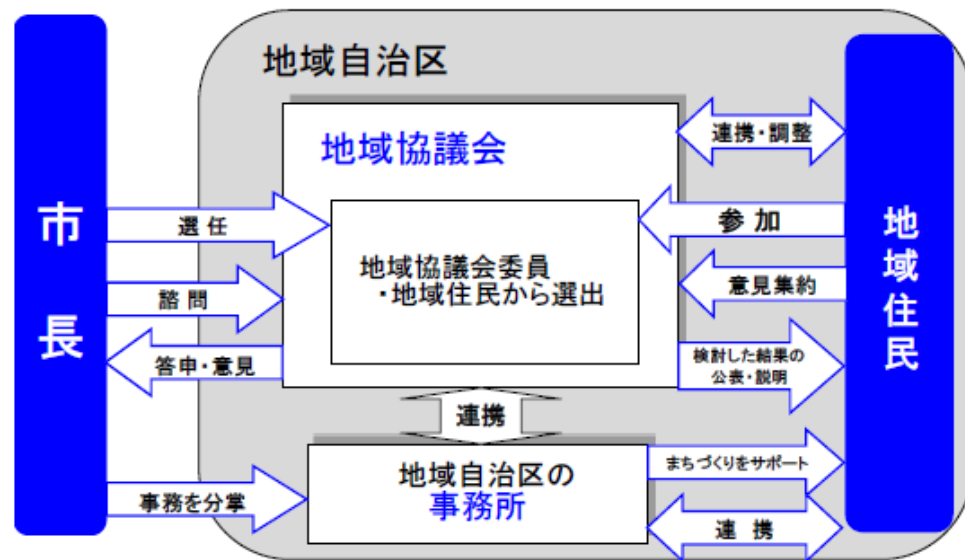 地域自治区
市長
地域協議会
連携・調整
選任
参加
地域協議会委員
・地域住民から選出
地域住民
諮問
意見集約
答申・意見
検討した結果の
公表・説明
連携
地域自治区の
事務所
まちづくりをサポート
事務を分掌
連携